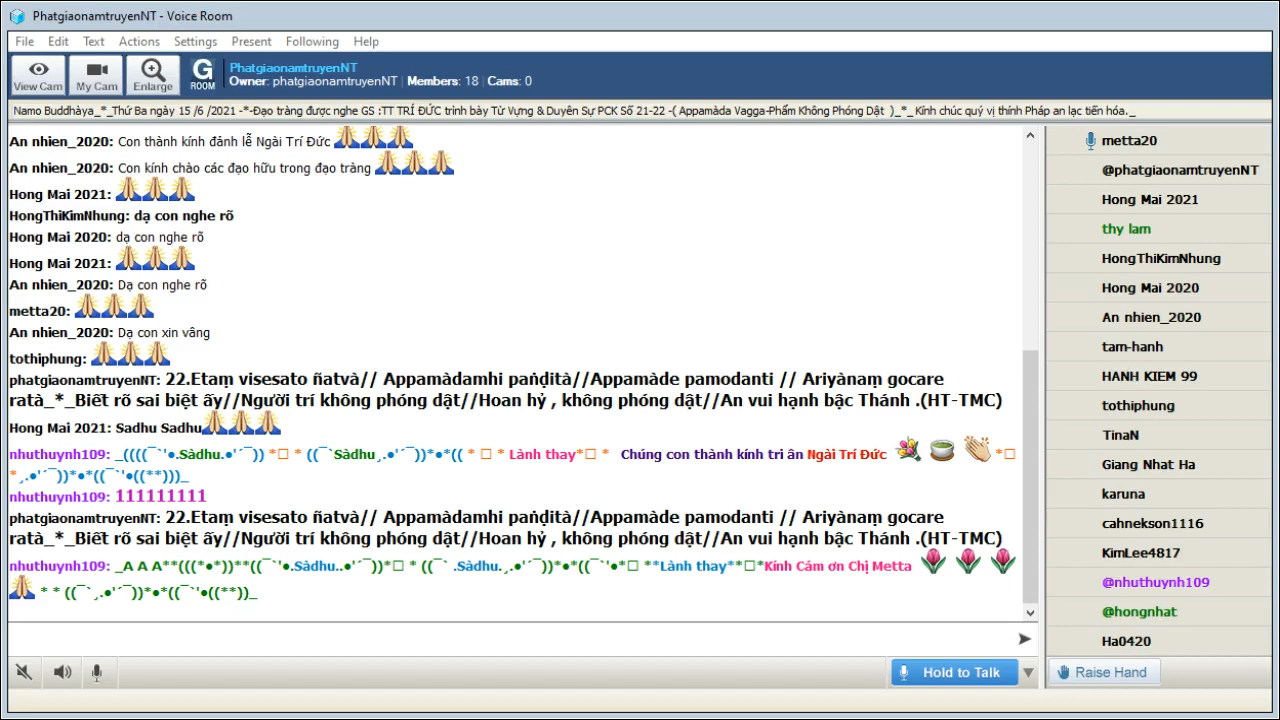 PhatgiaonamtruyenNT - Voice Room
File Edit Text Actions Settings Present Following Help
View Cam My Cam Enlarge G ROOM PhatgiaonamtruyenNT
Owner: phatgiaonamtruyenNT | Members: 18 | Cams: 0
Namo Buddhàya_*_Thứ Ba ngày 15 /6 /2021 -*-Đạo tràng được nghe GS :TT TRÍ ĐỨC trình bày Từ Vựng & Duyên Sự PCK Số 21-22 -( Appamàda Vagga-Phẩm Không Phóng Dật )_*_ Kính chúc quý vị thính Pháp an lạc tiến hóa._
An nhien_2020: Con thành kính đảnh lễ Ngài Trí Đức
An nhien_2020: Con kính chào các đạo hữu trong đạo tràng
Hong Mai 2021:
HongThiKimNhung: dạ con nghe rõ
Hong Mai 2020: dạ con nghe rõ
Hong Mai 2021:
An nhien_2020: Dạ con nghe rõ
metta20:
An nhien_2020: Dạ con xin vâng
tothiphung:
phatgiaonamtruyenNT: 22.Etaṃ visesato ñatvà// Appamàdamhi paṅḍità//Appamàde pamodanti // Ariyànaṃ gocare
ratà_*_Biết rõ sai biệt ấy//Người trí không phóng dật//Hoan hỷ , không phóng dật//An vui hạnh bậc Thánh .(HT-TMC)
Hong Mai 2021: Sadhu Sadhu
nhuthuynh109: _((((¯`'•.Sàdhu.•'´¯)) *□ * ((¯`Sàdhu¸.•'´¯))*•*(( * □ * Lành thay*□ * Chúng con thành kính tri ân Ngài Trí Đức *□
*¸.•'´¯))*•*((¯`'•((**)))_
nhuthuynh109: 111111111
phatgiaonamtruyenNT: 22.Etaṃ visesato ñatvà// Appamàdamhi paṅḍità//Appamàde pamodanti // Ariyànaṃ gocare
ratà_*_Biết rõ sai biệt ấy//Người trí không phóng dật//Hoan hỷ , không phóng dật//An vui hạnh bậc Thánh .(HT-TMC)
nhuthuynh109: _A A A**(((*•*))**((¯`'•.Sàdhu..•'´¯))*□ * ((¯` .Sàdhu.¸.•'´¯))*•*((¯`'•*□ **Lành thay**□*Kính Cám ơn Chị Metta
* * ((¯`¸.•'´¯))*•*((¯`'•((**))_
metta20
@phatgiaonamtruyenNT
Hong Mai 2021
thy lam
HongThiKimNhung
Hong Mai 2020
An nhien_2020
tam-hanh
HANH KIEM 99
tothiphung
TinaN
Giang Nhat Ha
karuna
cahnekson1116
KimLee4817
@nhuthuynh109
@hongnhat
Ha0420
Hold to Talk
Raise Hand